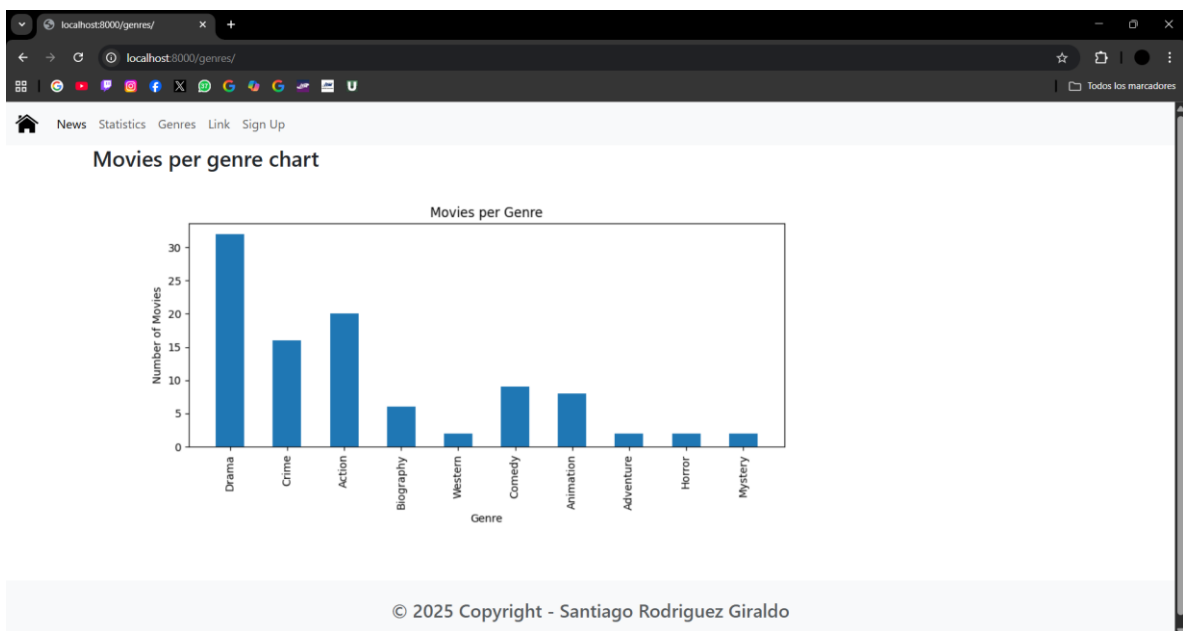 localhost:8000/genres/
localhost:8000/genres/
Todos los marcadores
News Statistics Genres Link Sign Up
Movies per genre chart
Movies per Genre
Number of Movies
30
25
20
15
10
5
0
Drama
Crime
Action
Biography
Western
Comedy
Animation
Adventure
Horror
Mystery
Genre
© 2025 Copyright - Santiago Rodriguez Giraldo